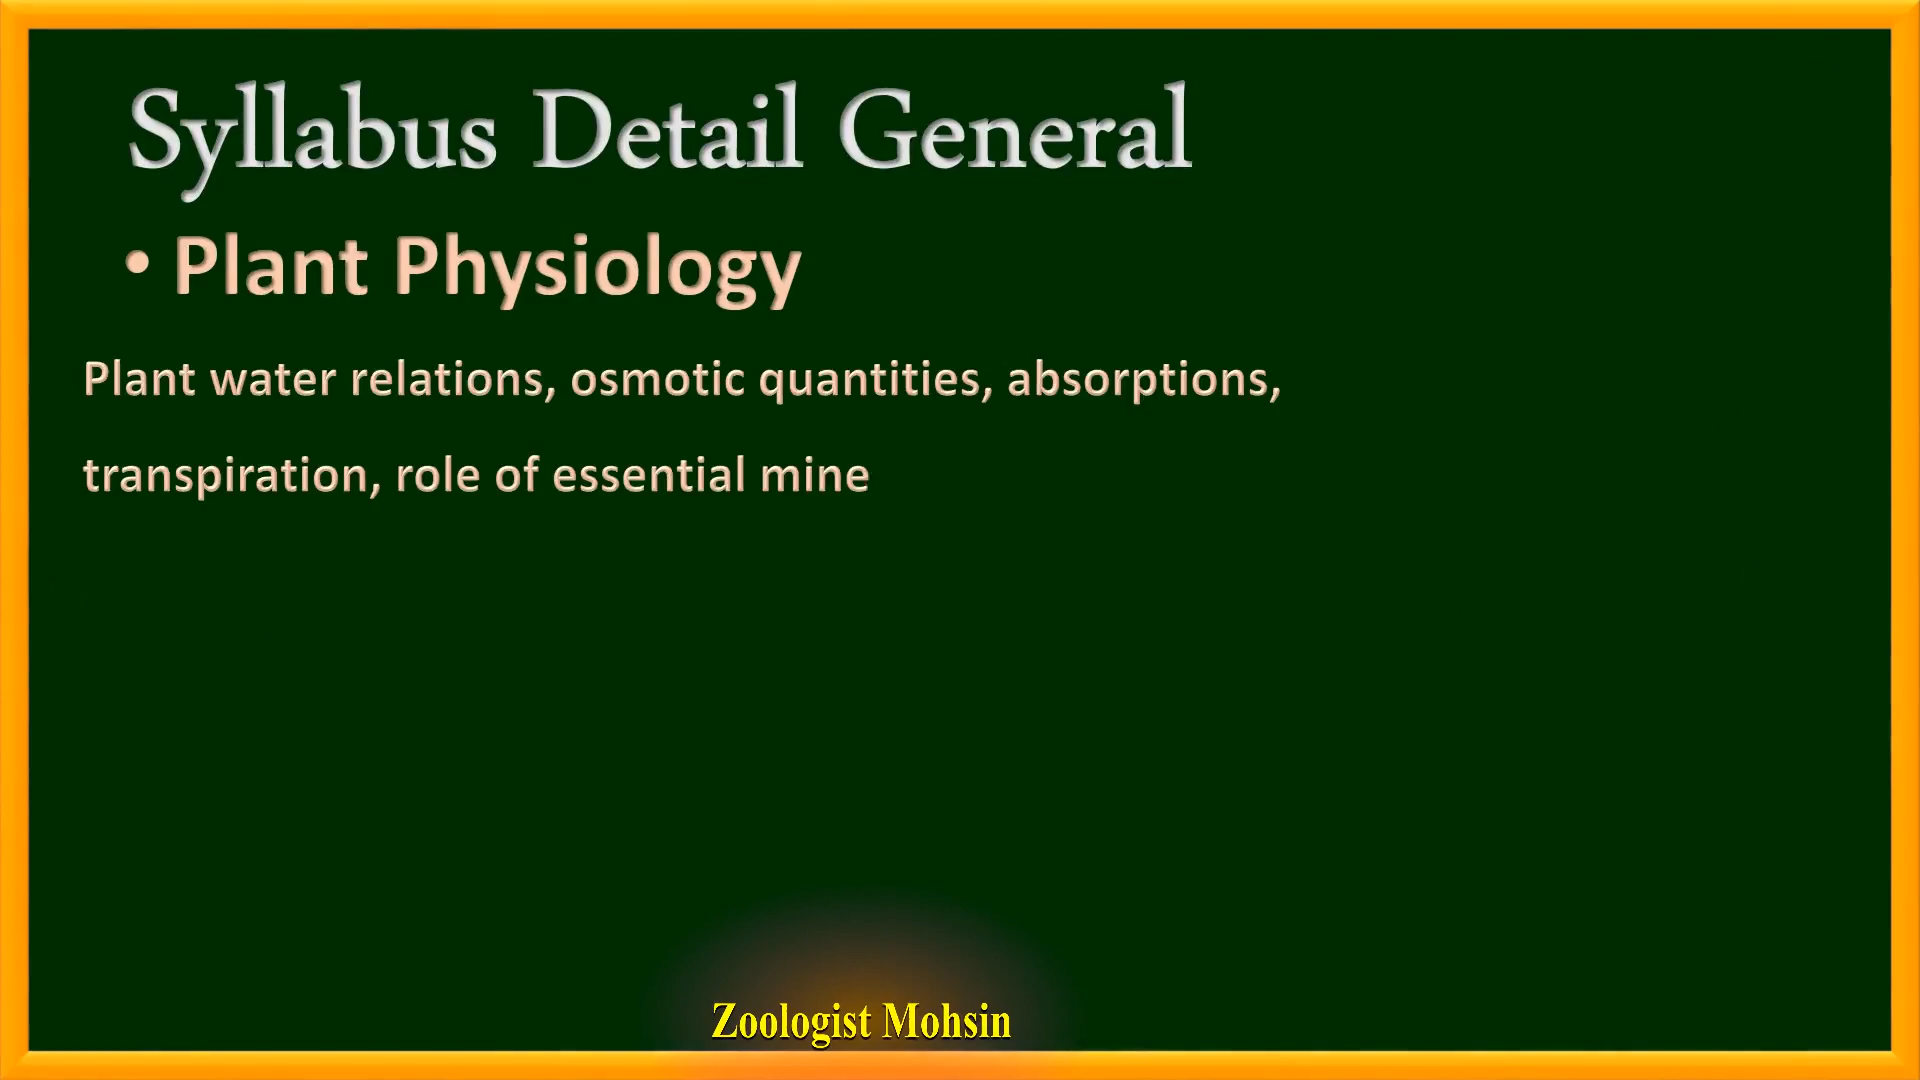 Syllabus Detail General
• Plant Physiology
Plant water relations, osmotic quantities, absorptions,
transpiration, role of essential mine
Zoologist Mohsin